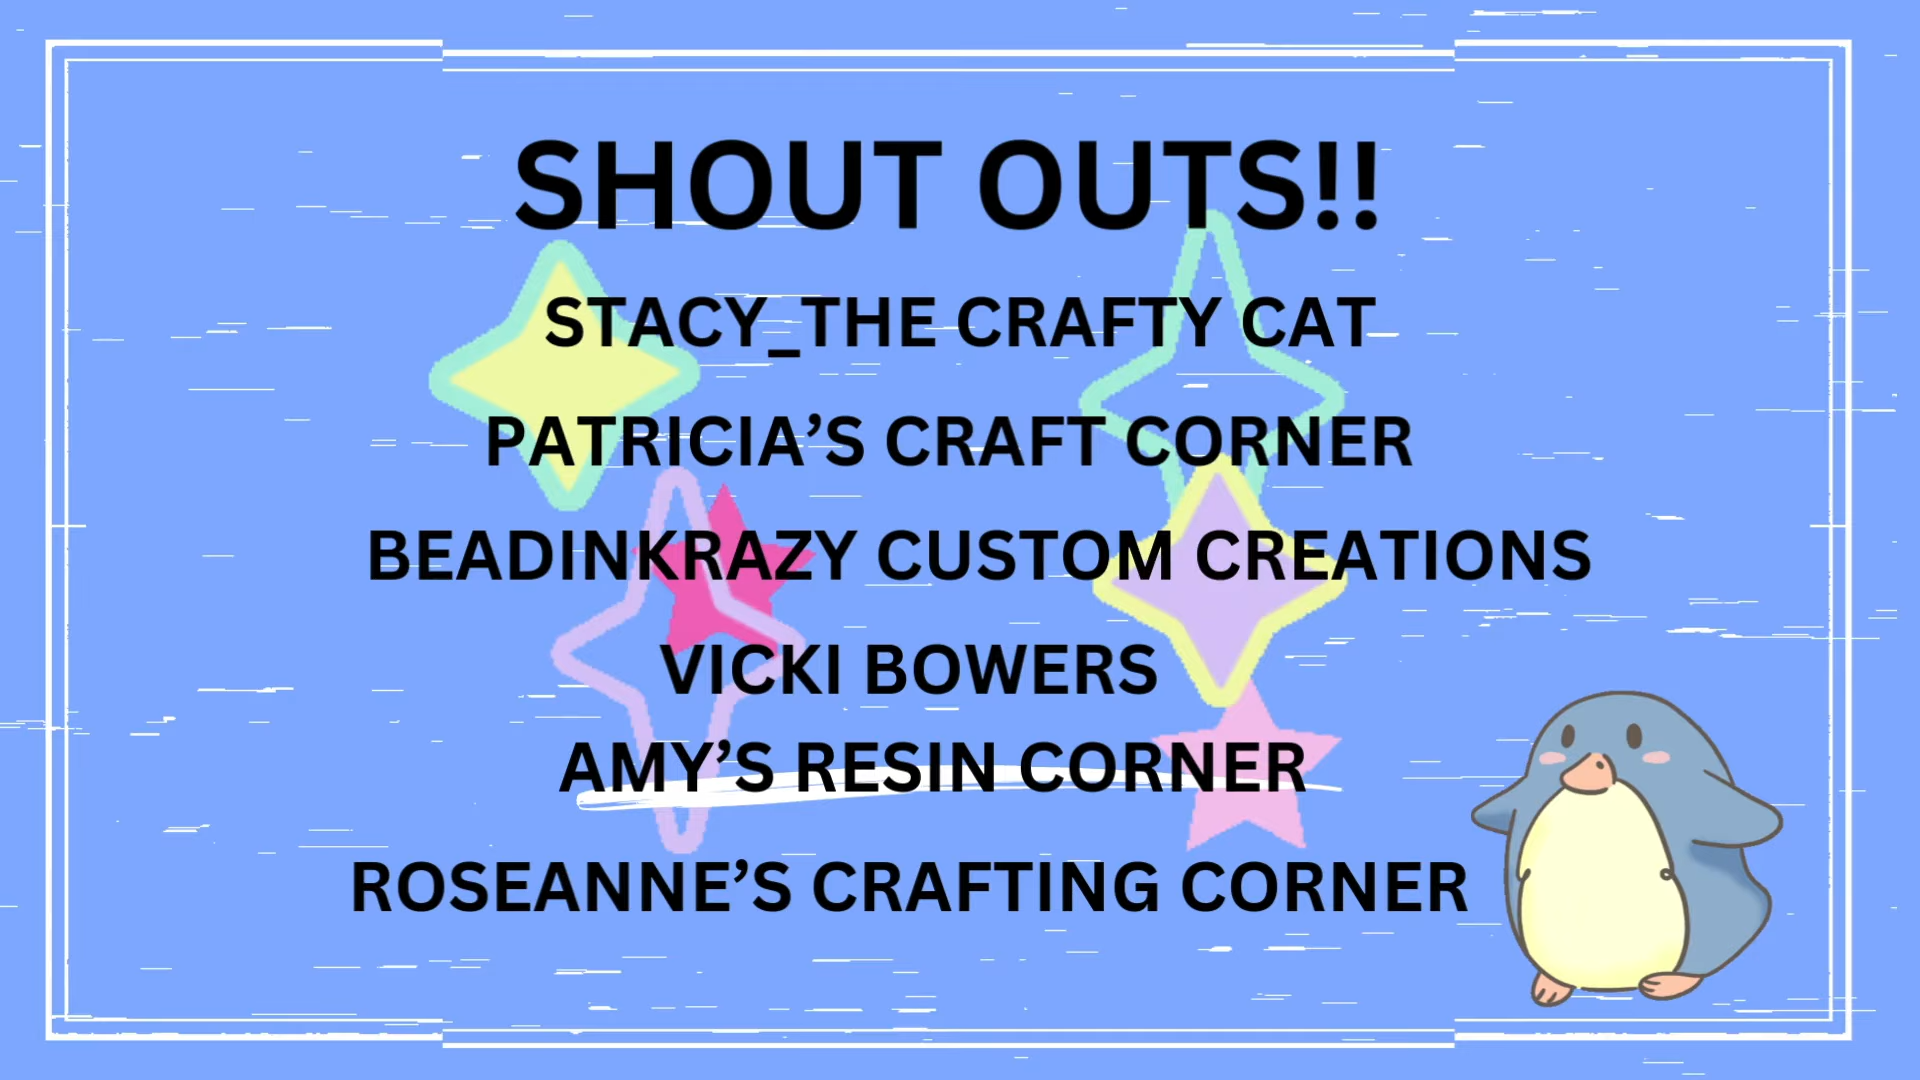 SHOUT OUTS!!
STACY_THE CRAFTY CAT
PATRICIA’S CRAFT CORNER
BEADINKRAZY CUSTOM CREATIONS
VICKI BOWERS
AMY’S RESIN CORNER
ROSEANNE’S CRAFTING CORNER